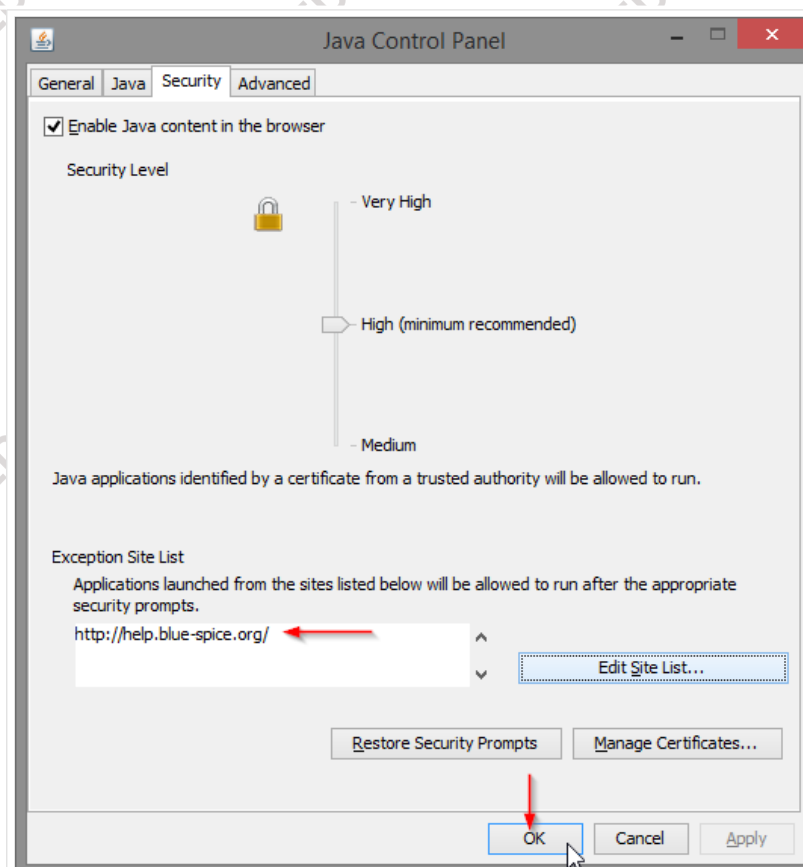 Java Control Panel
General Java Security Advanced
Enable Java content in the browser
Security Level
- Very High
- High (minimum recommended)
- Medium
Java applications identified by a certificate from a trusted authority will be allowed to run.
Exception Site List
Applications launched from the sites listed below will be allowed to run after the appropriate
security prompts.
http://help.blue-spice.org/
Edit Site List...
Restore Security Prompts Manage Certificates...
OK Cancel Apply